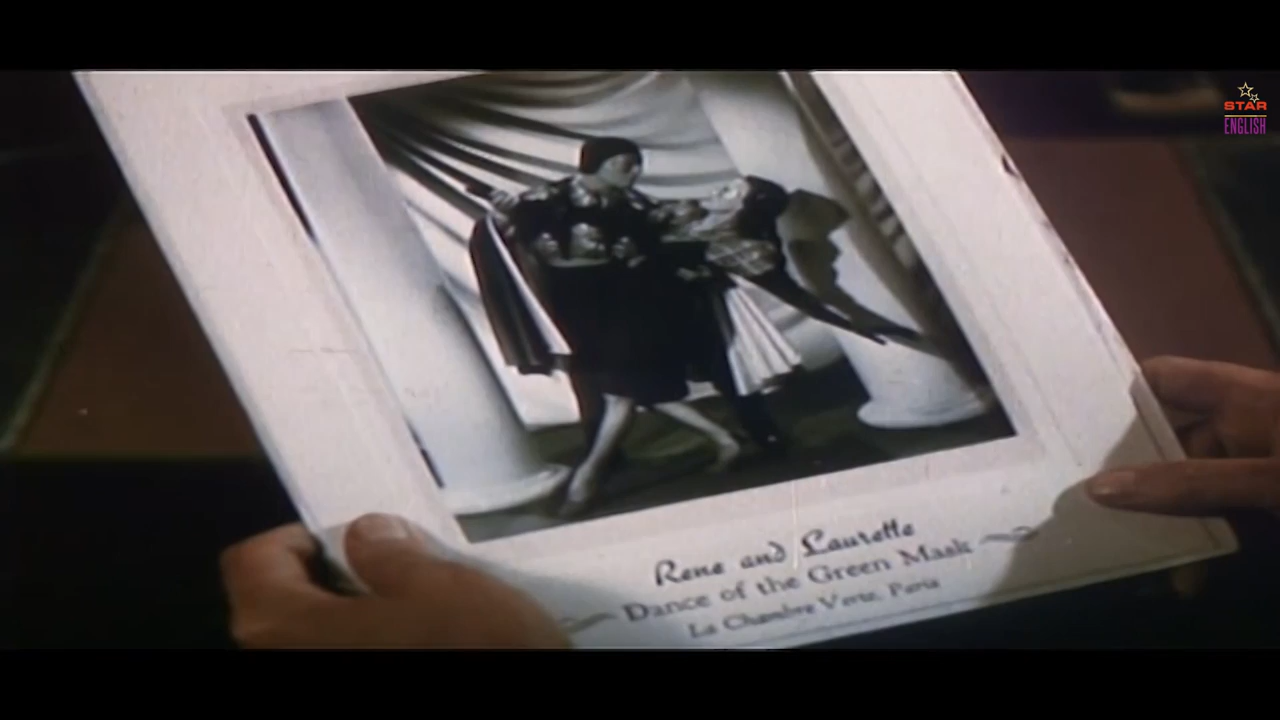 STAR
ENGLISH
Rene and Laurette
Dance of the Green Mask
La Chambre Verte, Paris